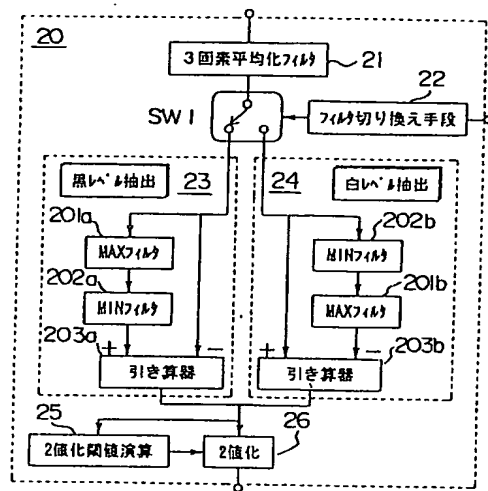 20
3回素平均化フィルタ
21
22
SW1
フィルタ切り換え手段
黒レベル抽出
23
24
白レベル抽出
201a
202b
MAXフィルタ
MINフィルタ
202a
201b
MINフィルタ
MAXフィルタ
203a
+
−
+
−
203b
引き算器
引き算器
25
26
2値化閾値演算
2値化